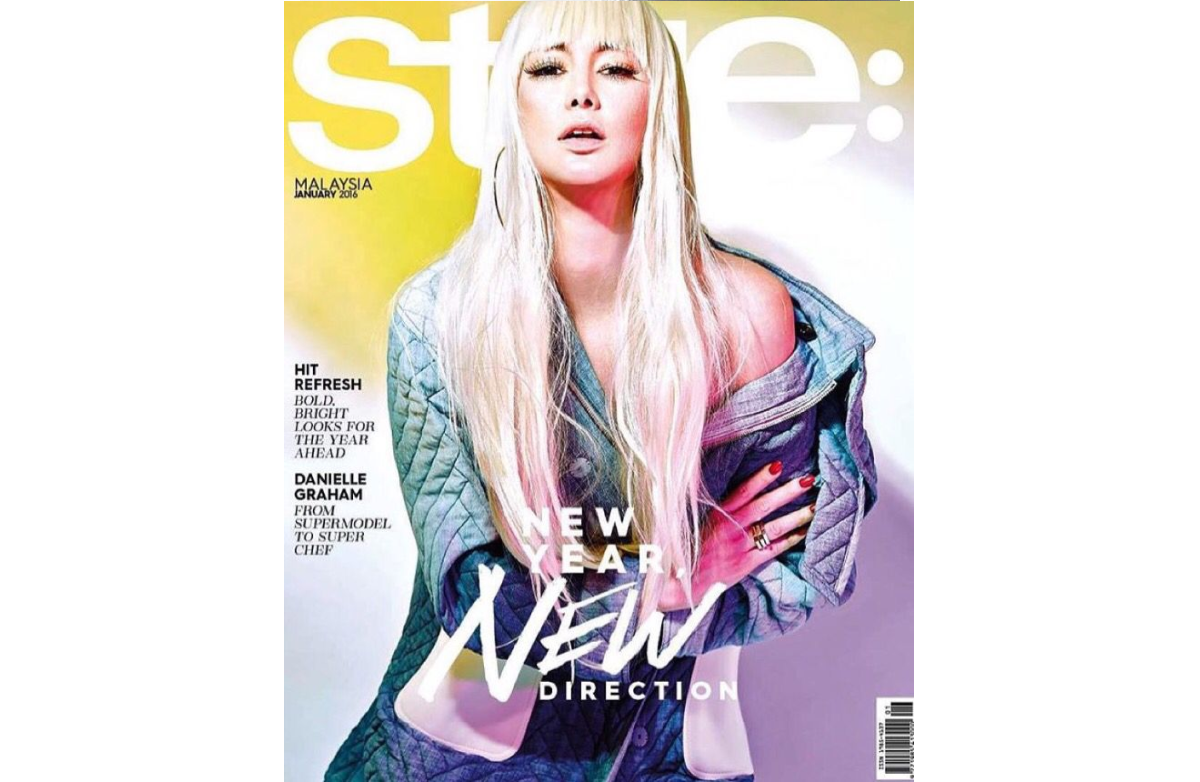 style:
MALAYSIA
JANUARY 2016
HIT
REFRESH
BOLD,
BRIGHT
LOOKS FOR
THE YEAR
AHEAD
DANIELLE
GRAHAM
FROM
SUPERMODEL
TO SUPER
CHEF
NEW
YEAR,
NEW
DIRECTION
01